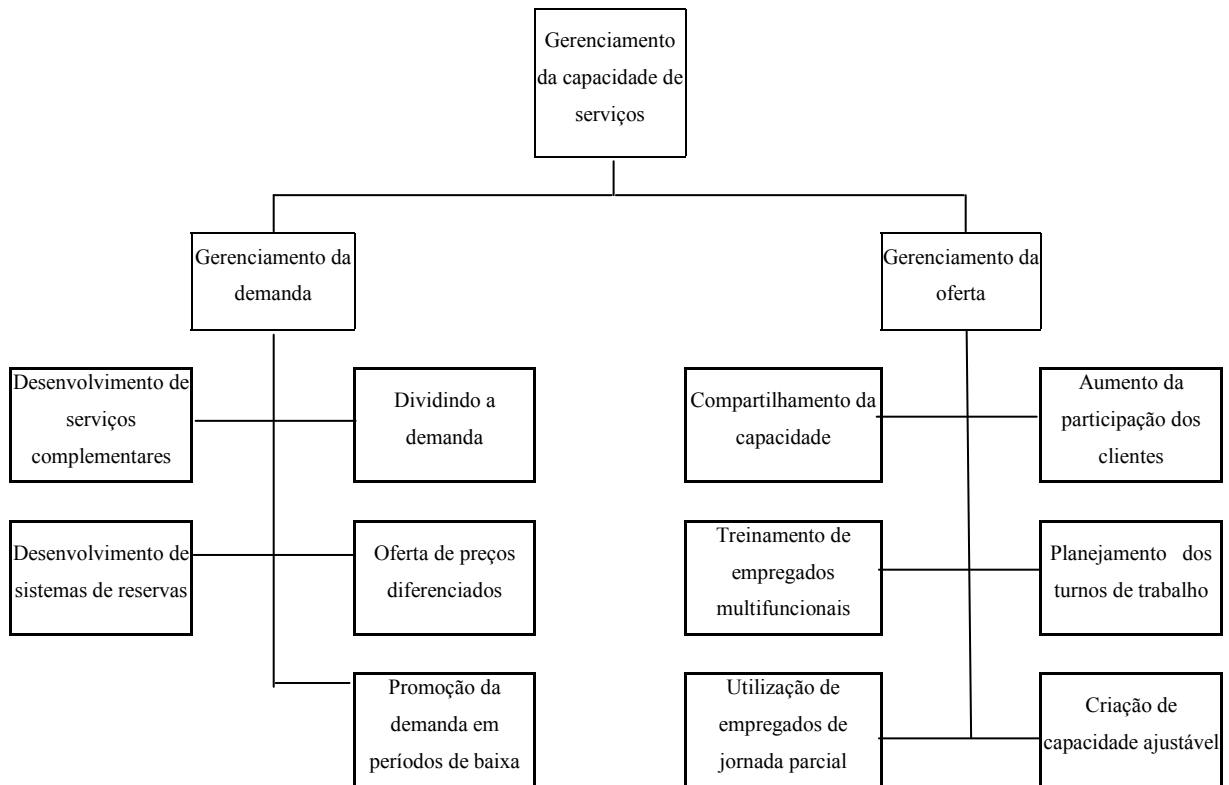 Gerenciamento
da capacidade de
serviços
Gerenciamento da
demanda
Gerenciamento da
oferta
Desenvolvimento de
serviços
complementares
Dividindo a
demanda
Compartilhamento da
capacidade
Aumento da
participação dos
clientes
Desenvolvimento de
sistemas de reservas
Oferta de preços
diferenciados
Treinamento de
empregados
multifuncionais
Planejamento dos
turnos de trabalho
Promoção da
demanda em
períodos de baixa
Utilização de
empregados de
jornada parcial
Criação de
capacidade ajustável